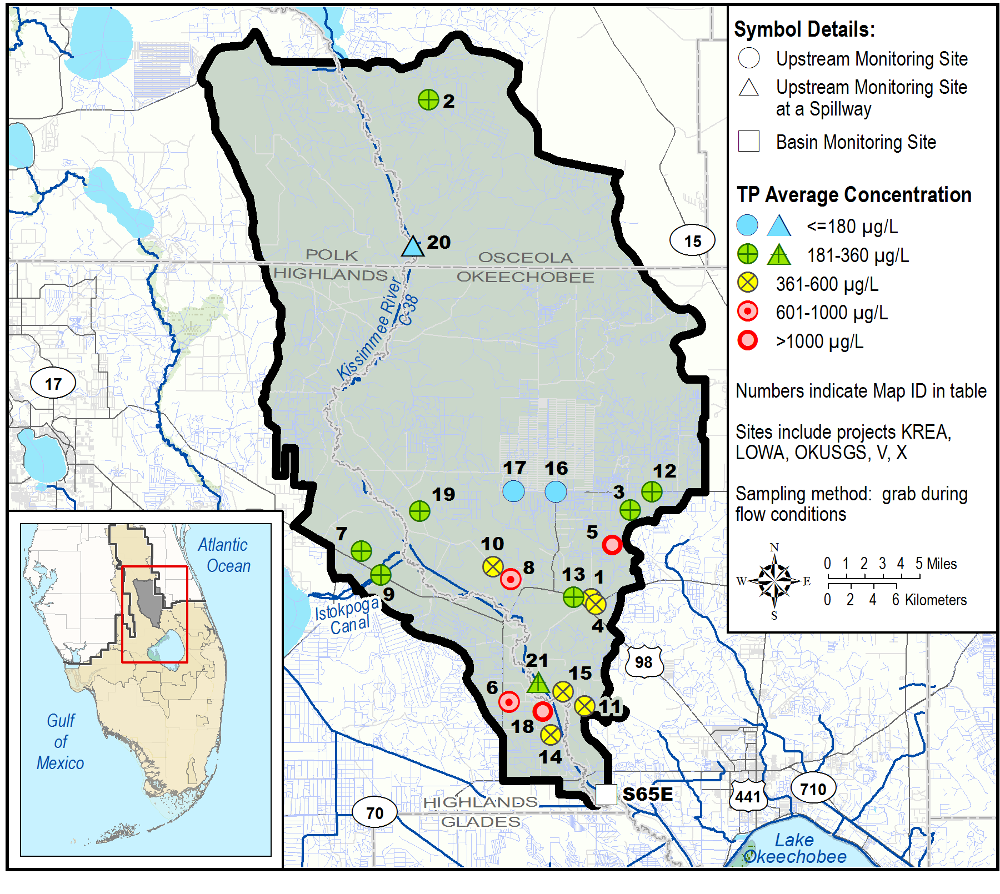 Symbol Details:
Upstream Monitoring Site
Upstream Monitoring Site
at a Spillway
Basin Monitoring Site
TP Average Concentration
<=180 µg/L
181-360 µg/L
361-600 µg/L
601-1000 µg/L
>1000 µg/L
Numbers indicate Map ID in table
Sites include projects KREA,
LOWA, OKUSGS, V, X
Sampling method: grab during
flow conditions
N
W
E
S
0 1 2 3 4 5 Miles
0 2 4 6 Kilometers
2
20
15
POLK
OSCEOLA
HIGHLANDS
OKEECHOBEE
Kissimmee River
C-38
17
17
16
12
3
19
7
5
10
8
13
1
9
4
Istokpoga
Canal
98
21
15
6
11
18
14
S65E
HIGHLANDS
GLADES
70
441
710
Lake
Okeechobee
Atlantic
Ocean
Gulf
of
Mexico